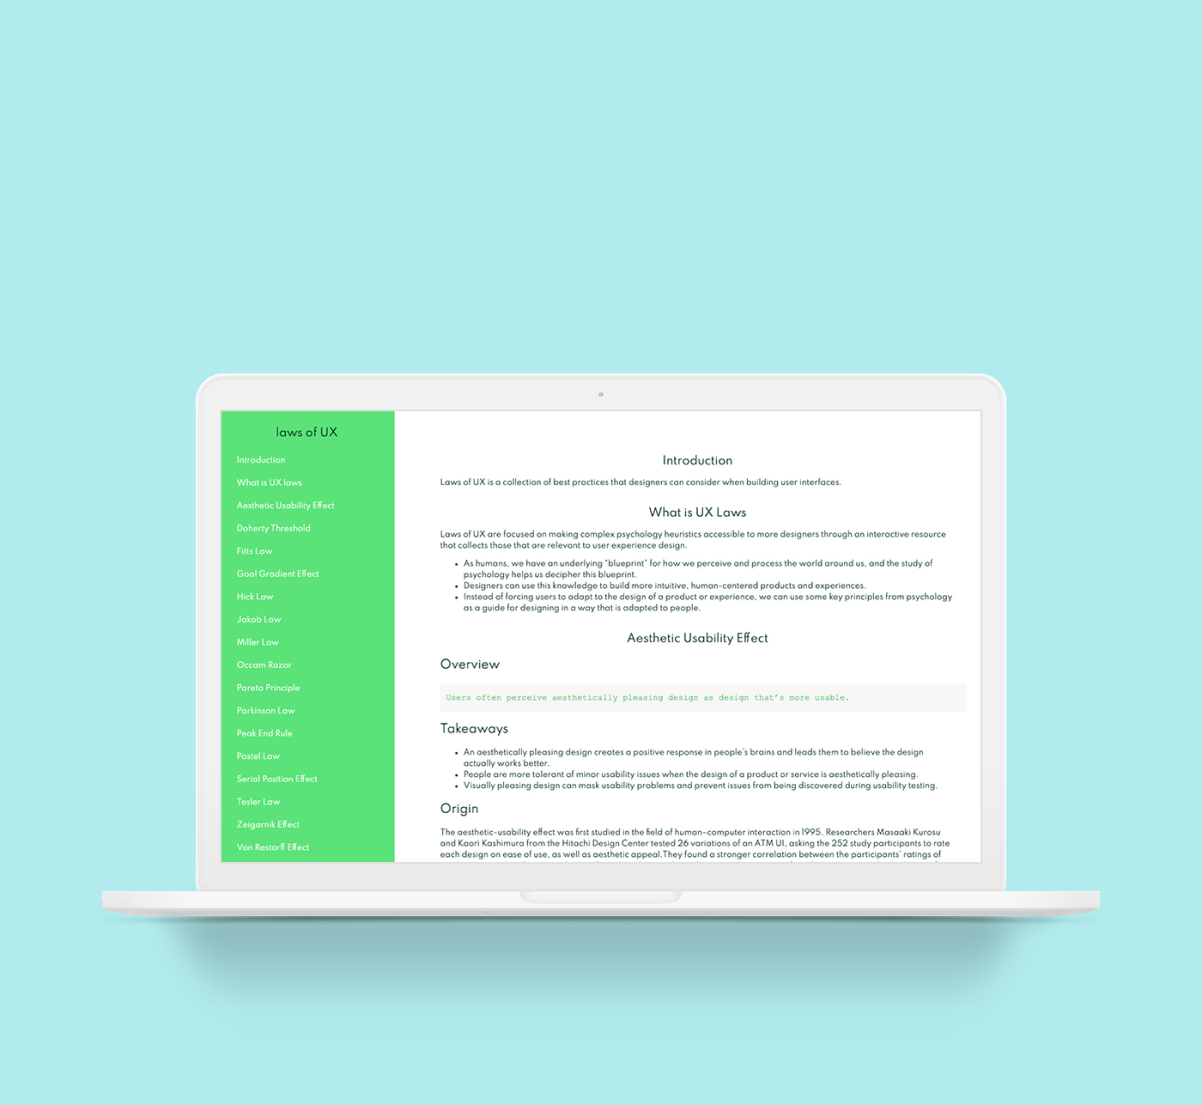 laws of UX
Introduction
What is UX laws
Aesthetic Usability Effect
Doherty Threshold
Fitts Law
Goal Gradient Effect
Hick Law
Jakob Law
Miller Law
Occam Razor
Pareto Principle
Parkinson Law
Peak End Rule
Postel Law
Serial Position Effect
Tesler Law
Zeigarnik Effect
Von Restorff Effect
Introduction
Laws of UX is a collection of best practices that designers can consider when building user interfaces.
What is UX Laws
Laws of UX are focused on making complex psychology heuristics accessible to more designers through an interactive resource
that collects those that are relevant to user experience design.
• As humans, we have an underlying “blueprint” for how we perceive and process the world around us, and the study of
psychology helps us decipher this blueprint.
• Designers can use this knowledge to build more intuitive, human-centered products and experiences.
• Instead of forcing users to adapt to the design of a product or experience, we can use some key principles from psychology
as a guide for designing in a way that is adapted to people.
Aesthetic Usability Effect
Overview
Users often perceive aesthetically pleasing design as design that’s more usable.
Takeaways
• An aesthetically pleasing design creates a positive response in people’s brains and leads them to believe the design
actually works better.
• People are more tolerant of minor usability issues when the design of a product or service is aesthetically pleasing.
• Visually pleasing design can mask usability problems and prevent issues from being discovered during usability testing.
Origin
The aesthetic-usability effect was first studied in the field of human–computer interaction in 1995. Researchers Masaaki Kurosu
and Kaori Kashimura from the Hitachi Design Center tested 26 variations of an ATM UI, asking the 252 study participants to rate
each design on ease of use, as well as aesthetic appeal.They found a stronger correlation between the participants’ ratings of